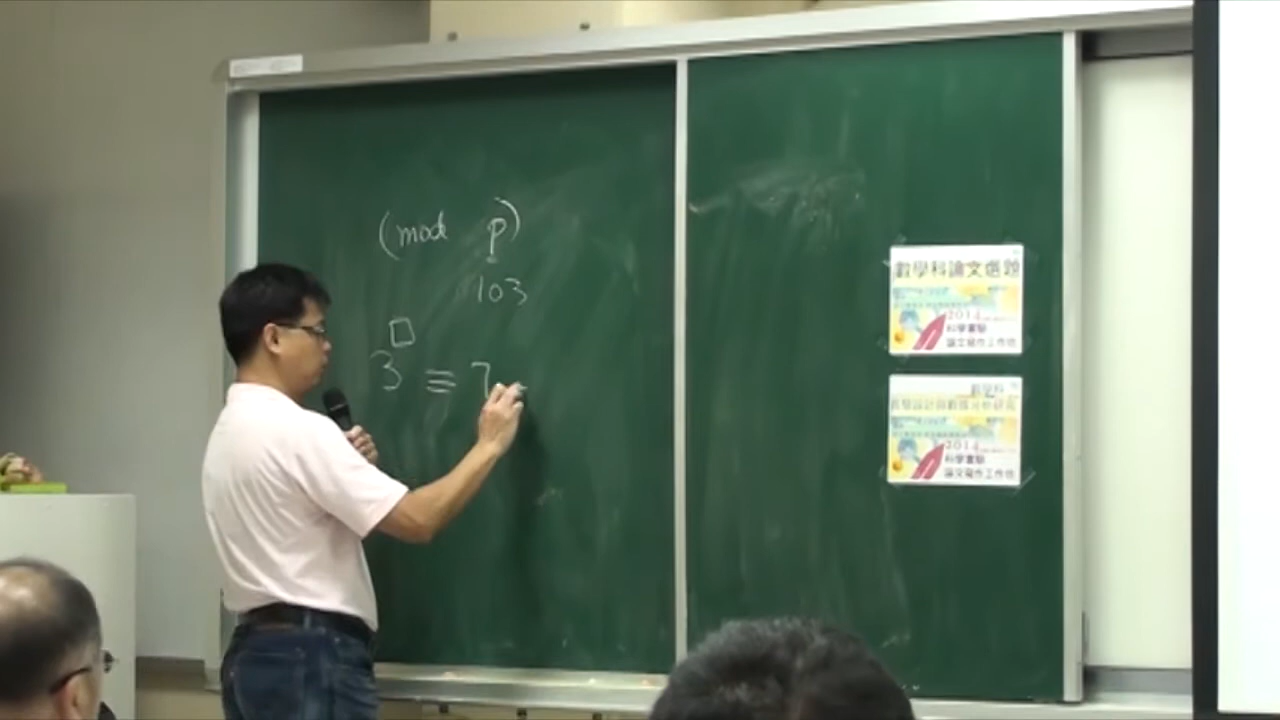 (mod p)
103
3^□ ≡ 7
數學科論文選題
2014
科學實驗
論文寫作工作坊
數學科
2014
科學實驗
論文寫作工作坊